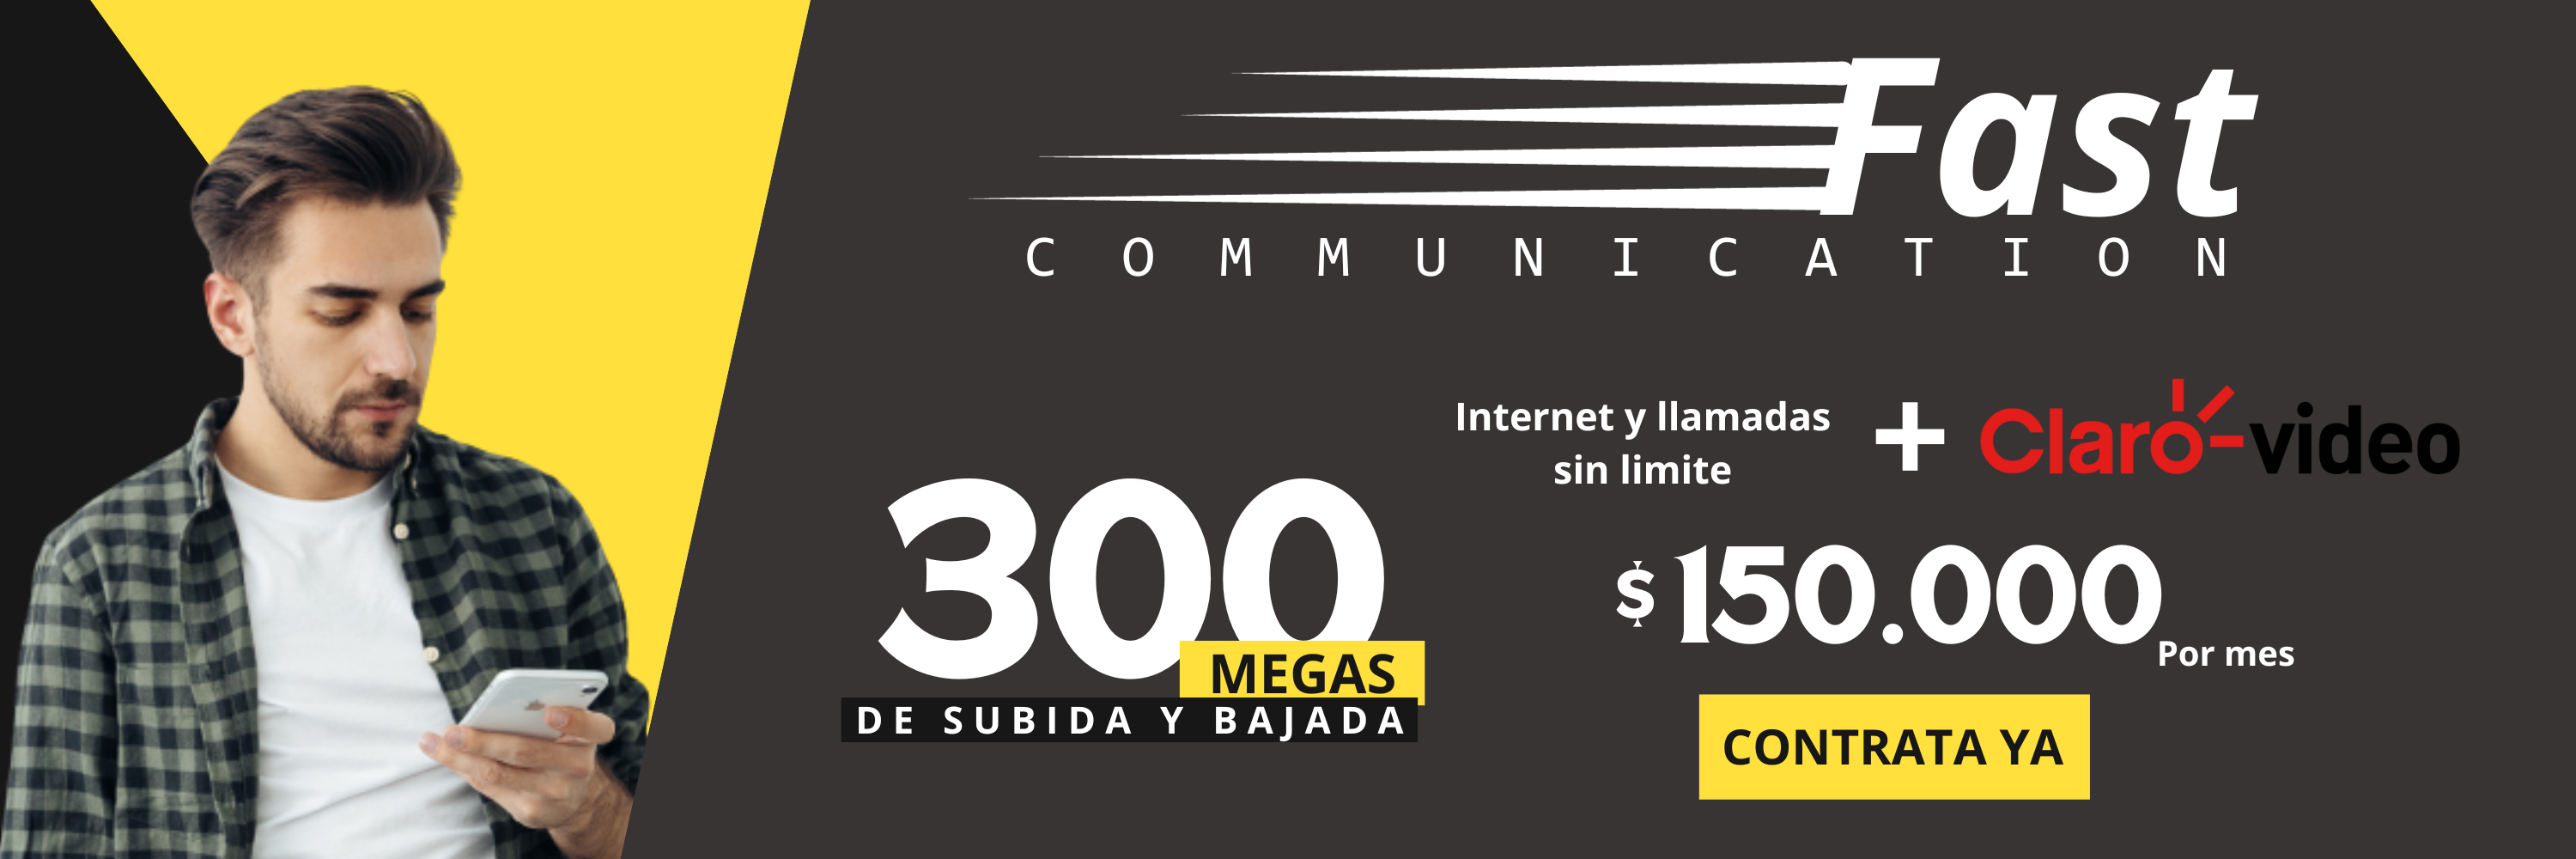 Fast
COMMUNICATION
Internet y llamadas
sin limite
+
Claro-video
300
MEGAS
DE SUBIDA Y BAJADA
$ 150.000
Por mes
CONTRATA YA